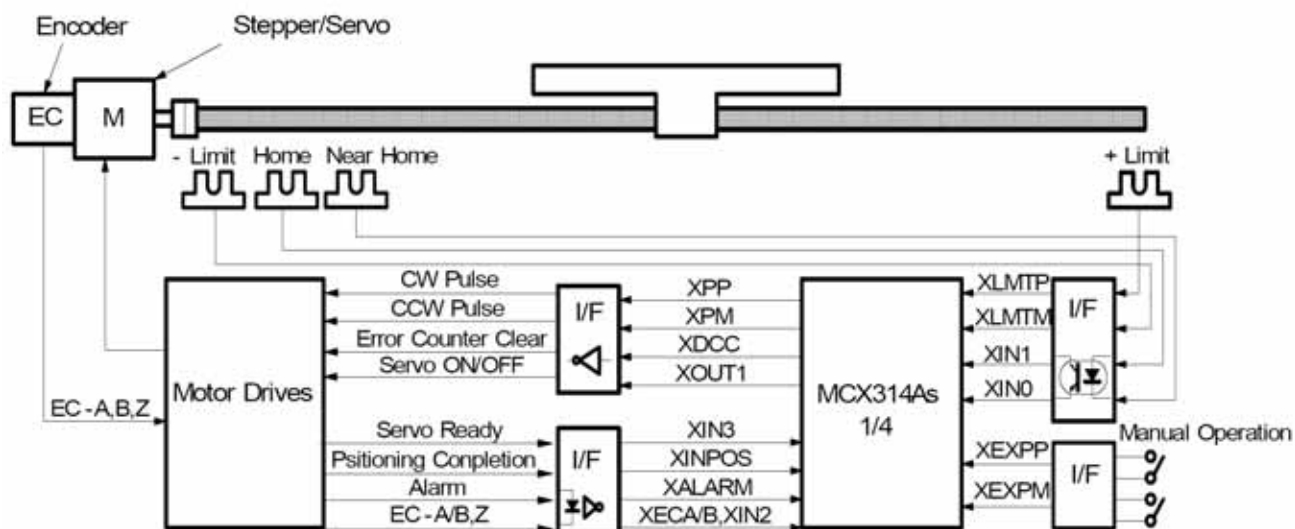 Encoder
Stepper/Servo
EC
M
- Limit
Home
Near Home
+ Limit
CW Pulse
CCW Pulse
Error Counter Clear
Servo ON/OFF
Motor Drives
EC-A,B,Z
Servo Ready
Psitioning Conpletion
Alarm
EC-A/B,Z
I/F
I/F
XPP
XPM
XDCC
XOUT1
XIN3
XINPOS
XALARM
XECA/B,XIN2
MCX314As
1/4
XLMTP
XLMTM
XIN1
XIN0
XEXPP
XEXPM
I/F
I/F
Manual Operation